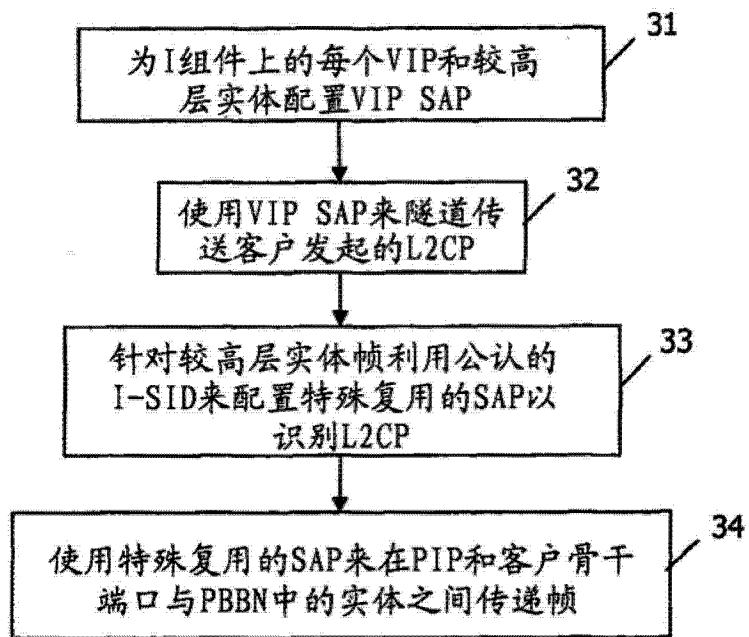 31
为I组件上的每个VIP和较高
层实体配置VIP SAP
32
使用VIP SAP来隧道传
送客户发起的L2CP
33
针对较高层实体帧利用公认的
I-SID来配置特殊复用的SAP以
识别L2CP
34
使用特殊复用的SAP来在PIP和客户骨干
端口与PBBN中的实体之间传递帧